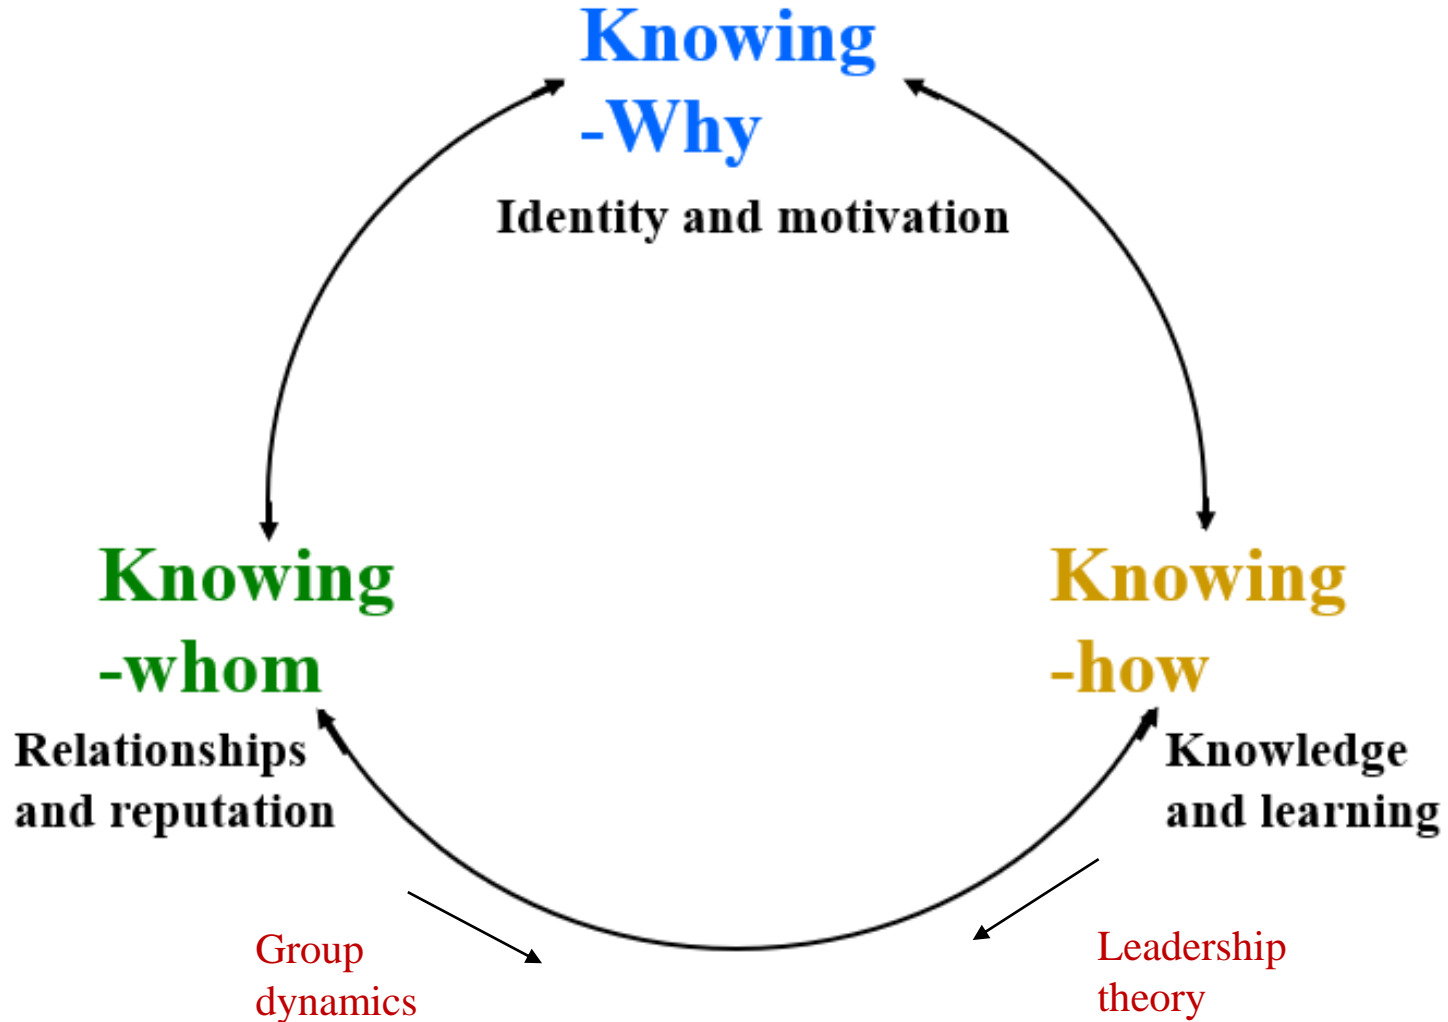 Knowing
-Why
Identity and motivation
Knowing
-whom
Relationships
and reputation
Knowing
-how
Knowledge
and learning
Group
dynamics
Leadership
theory